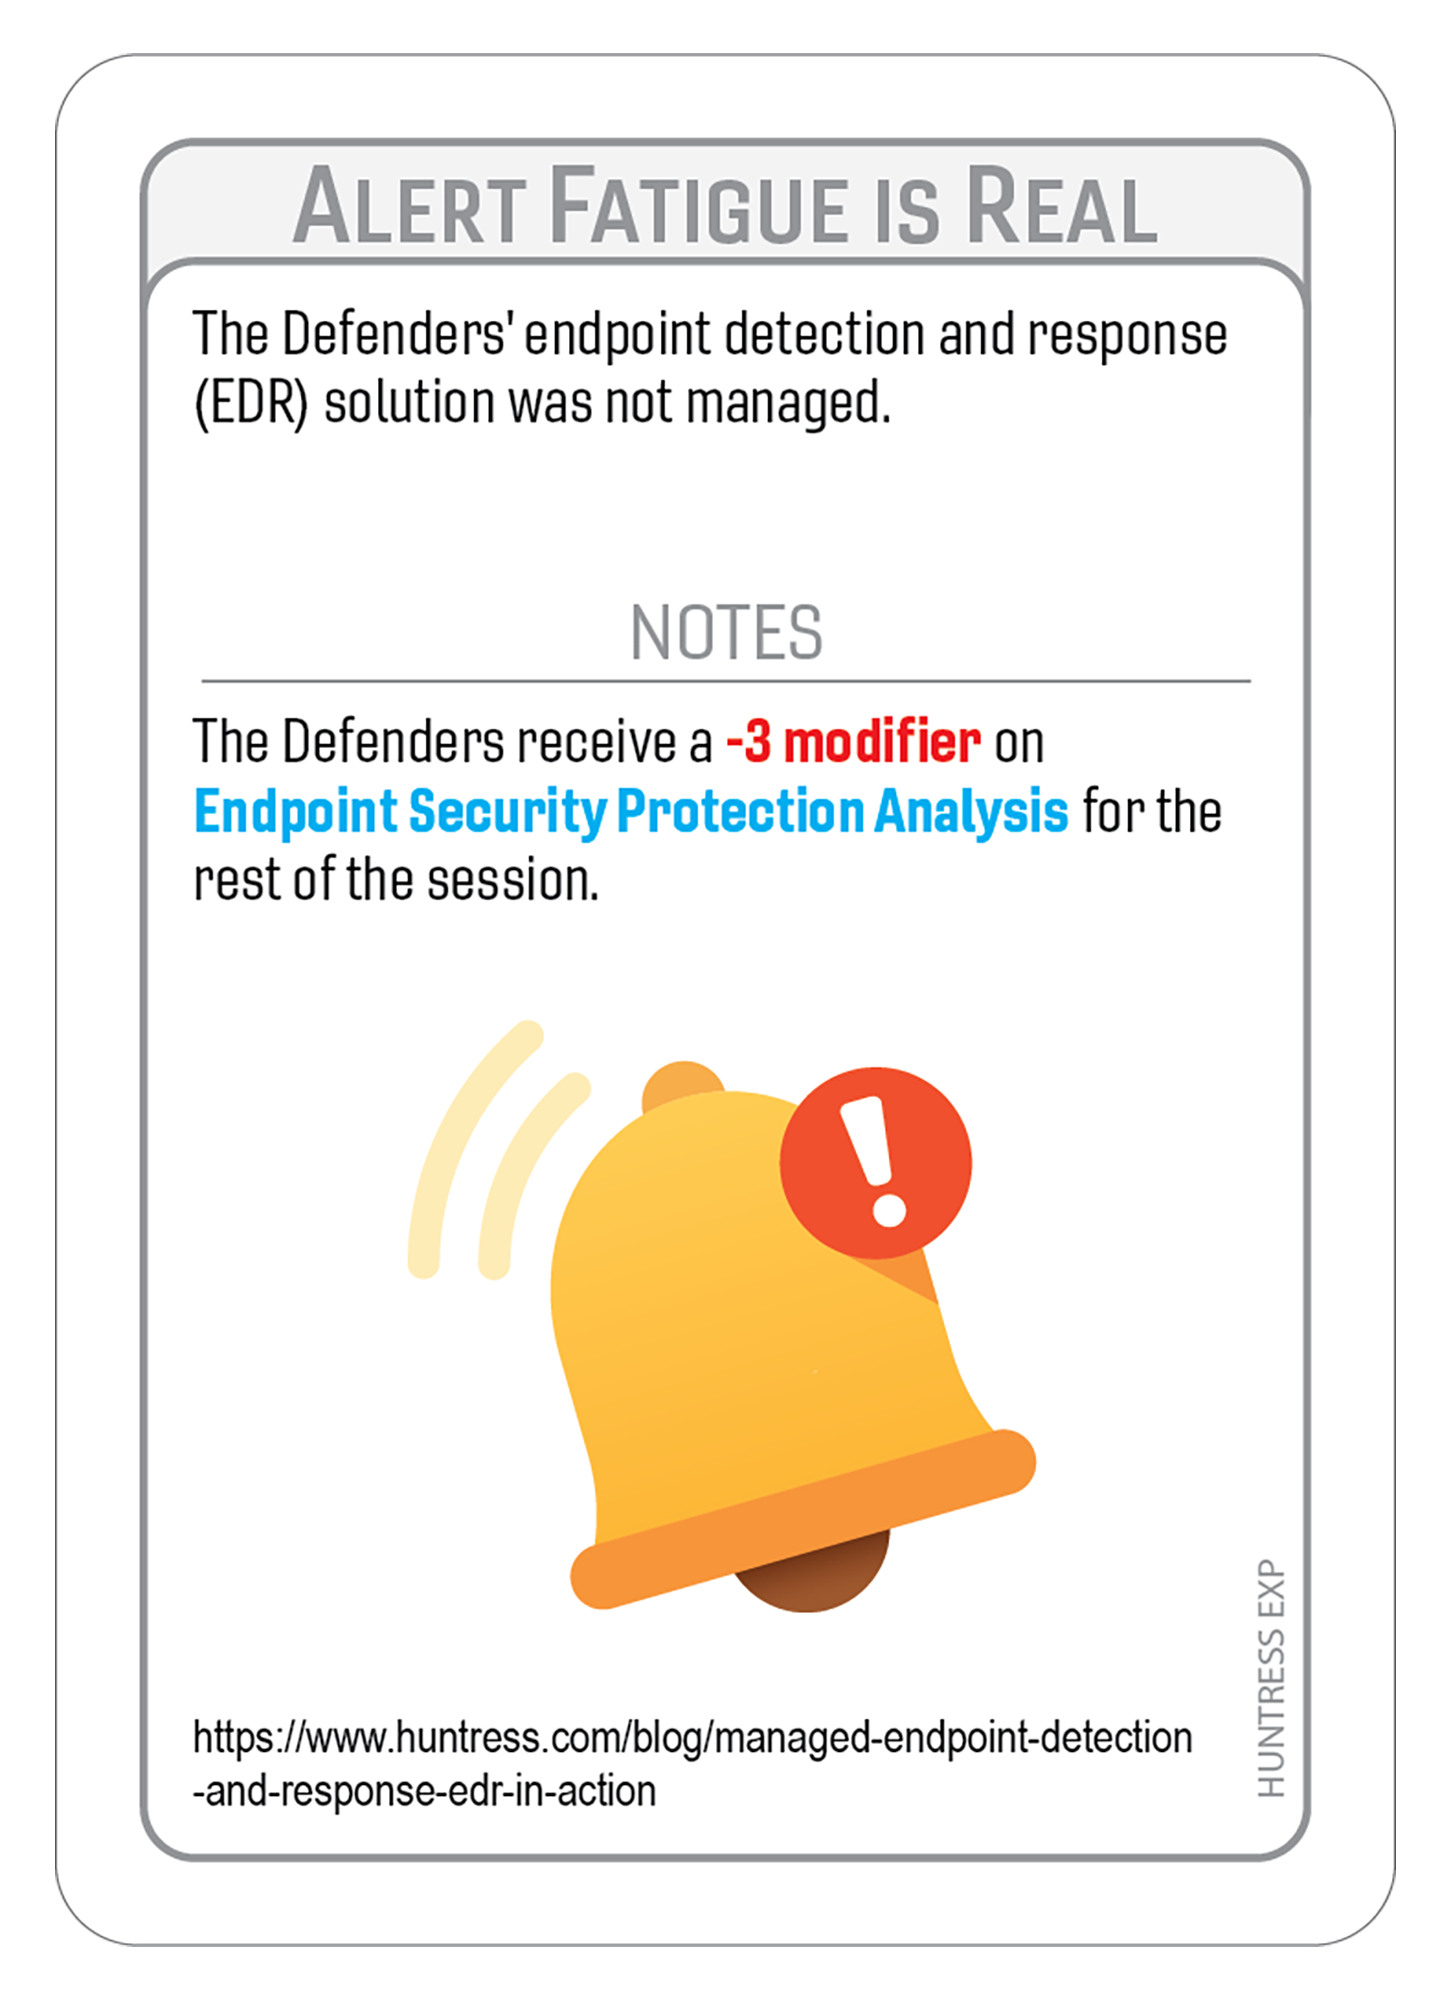 ALERT FATIGUE IS REAL
The Defenders' endpoint detection and response
(EDR) solution was not managed.
NOTES
The Defenders receive a -3 modifier on
Endpoint Security Protection Analysis for the
rest of the session.
https://www.huntress.com/blog/managed-endpoint-detection
-and-response-edr-in-action
HUNTRESS EXP